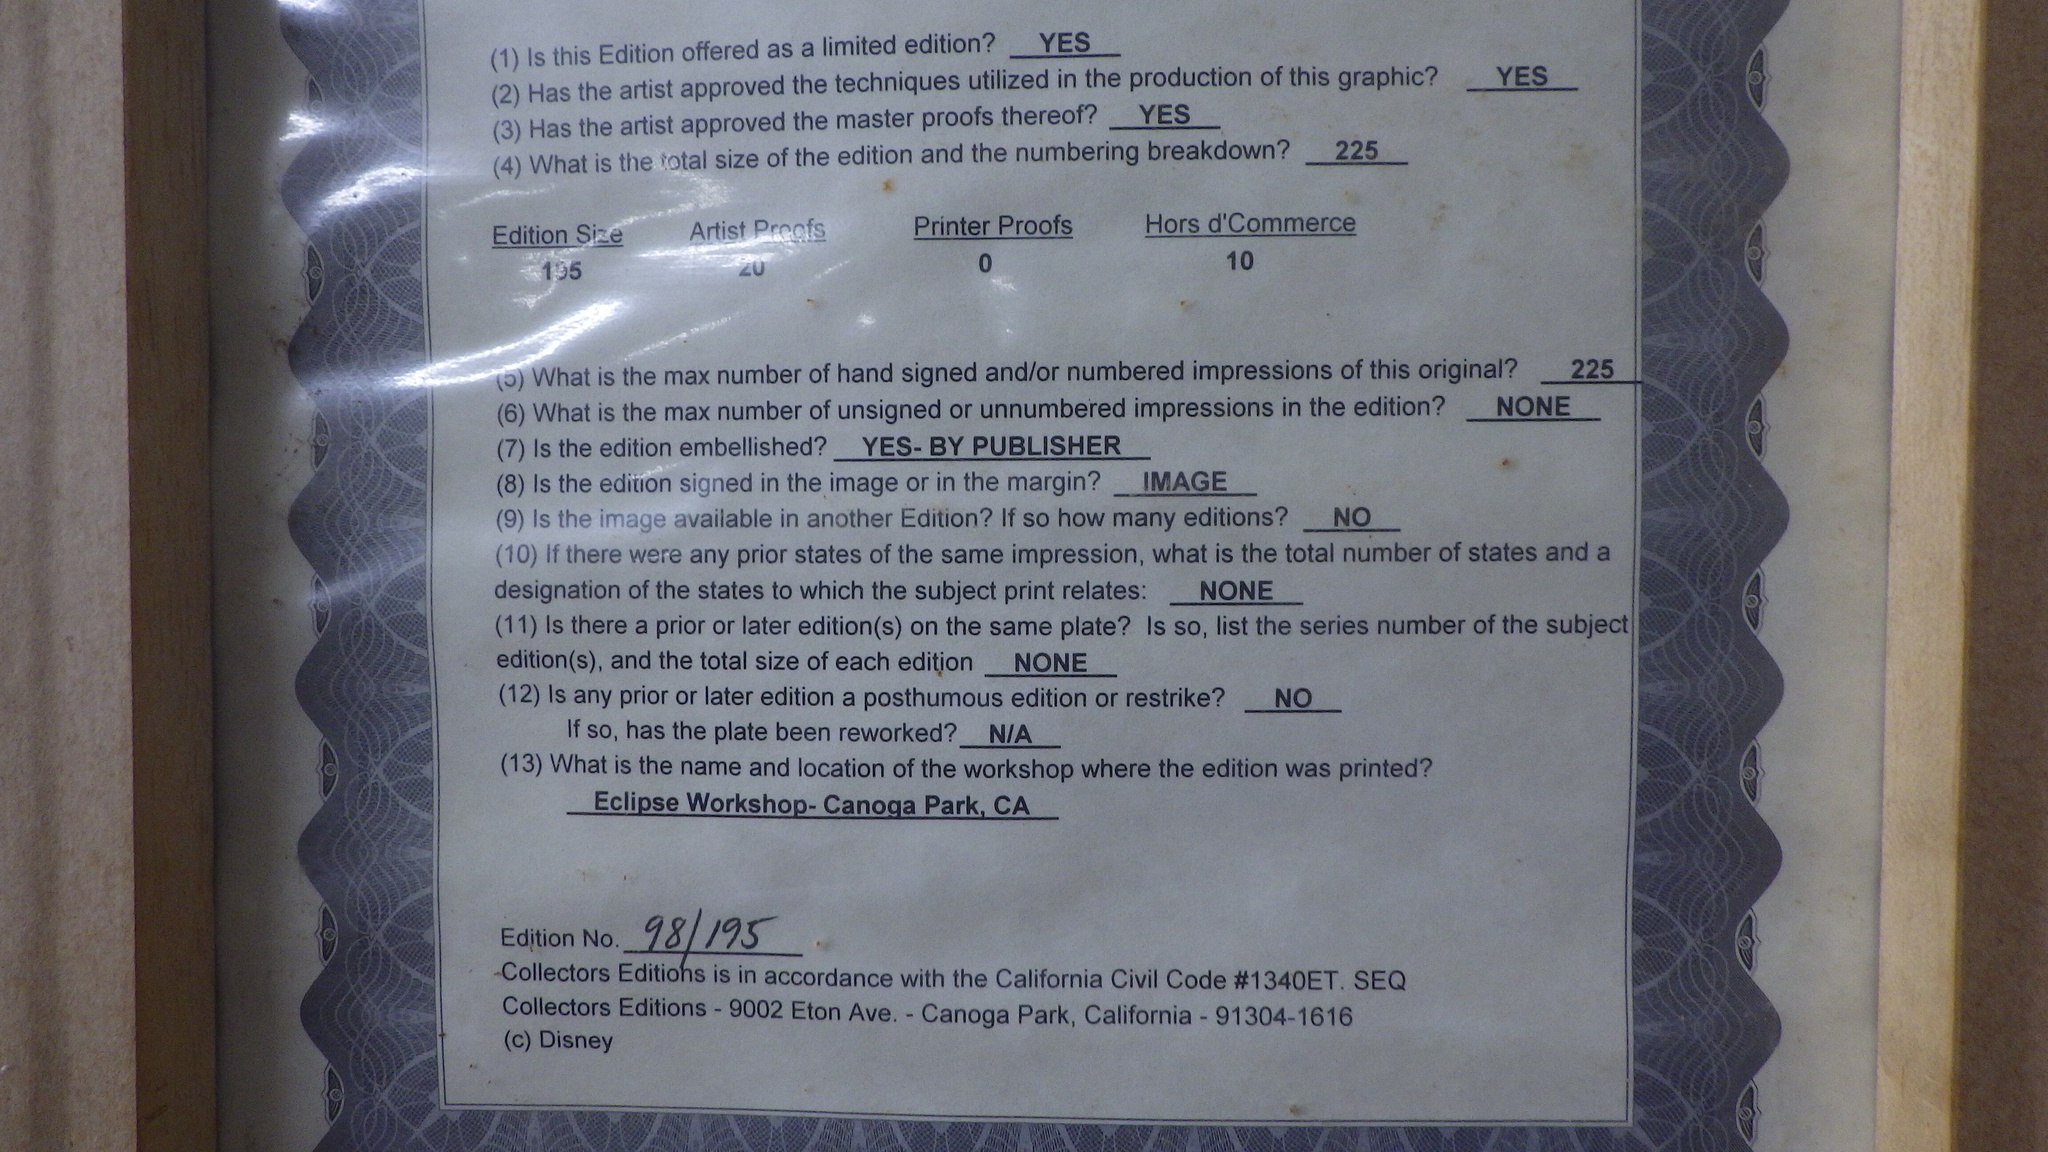 (1) Is this Edition offered as a limited edition? YES
(2) Has the artist approved the techniques utilized in the production of this graphic? YES
(3) Has the artist approved the master proofs thereof? YES
(4) What is the total size of the edition and the numbering breakdown? 225
Edition Size Artist Proofs Printer Proofs Hors d'Commerce
195 20 0 10
(5) What is the max number of hand signed and/or numbered impressions of this original? 225
(6) What is the max number of unsigned or unnumbered impressions in the edition? NONE
(7) Is the edition embellished? YES- BY PUBLISHER
(8) Is the edition signed in the image or in the margin? IMAGE
(9) Is the image available in another Edition? If so how many editions? NO
(10) If there were any prior states of the same impression, what is the total number of states and a
designation of the states to which the subject print relates: NONE
(11) Is there a prior or later edition(s) on the same plate? Is so, list the series number of the subject
edition(s), and the total size of each edition NONE
(12) Is any prior or later edition a posthumous edition or restrike? NO
If so, has the plate been reworked? N/A
(13) What is the name and location of the workshop where the edition was printed?
Eclipse Workshop- Canoga Park, CA
Edition No. 98/195
Collectors Editions is in accordance with the California Civil Code #1340ET. SEQ
Collectors Editions - 9002 Eton Ave. - Canoga Park, California - 91304-1616
(c) Disney